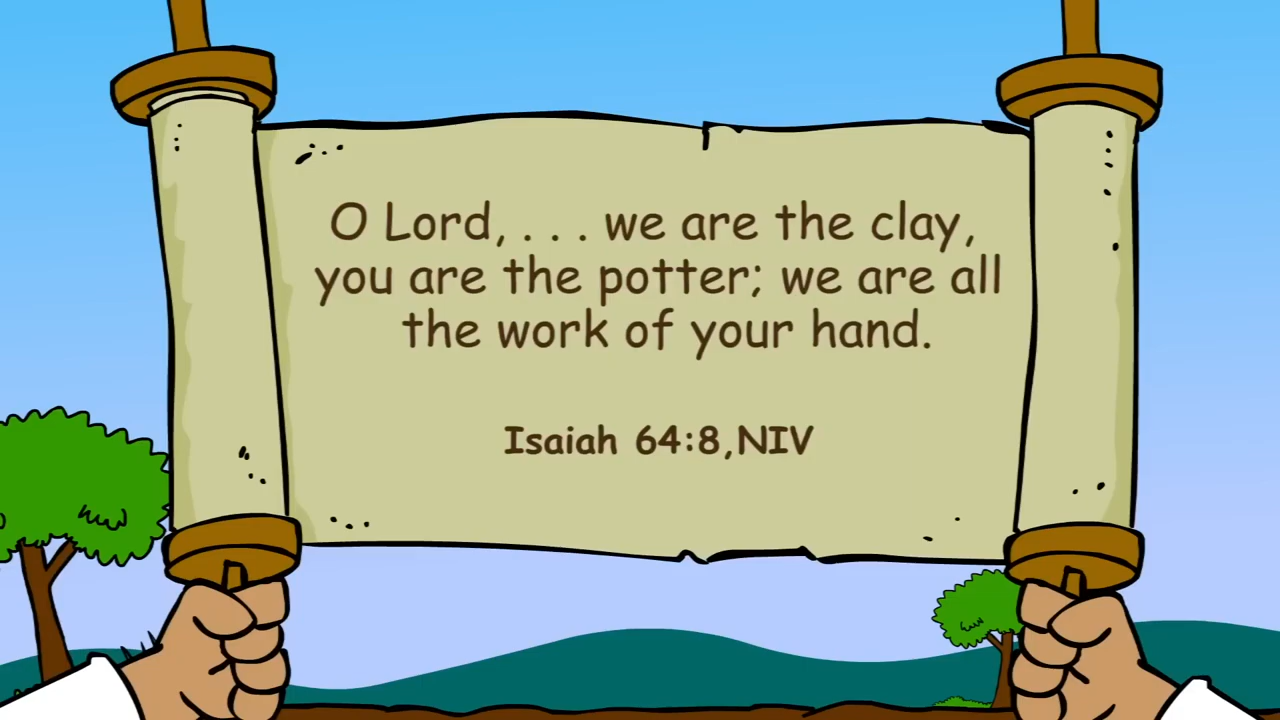 O Lord, . . . we are the clay,
you are the potter; we are all
the work of your hand.
Isaiah 64:8,NIV